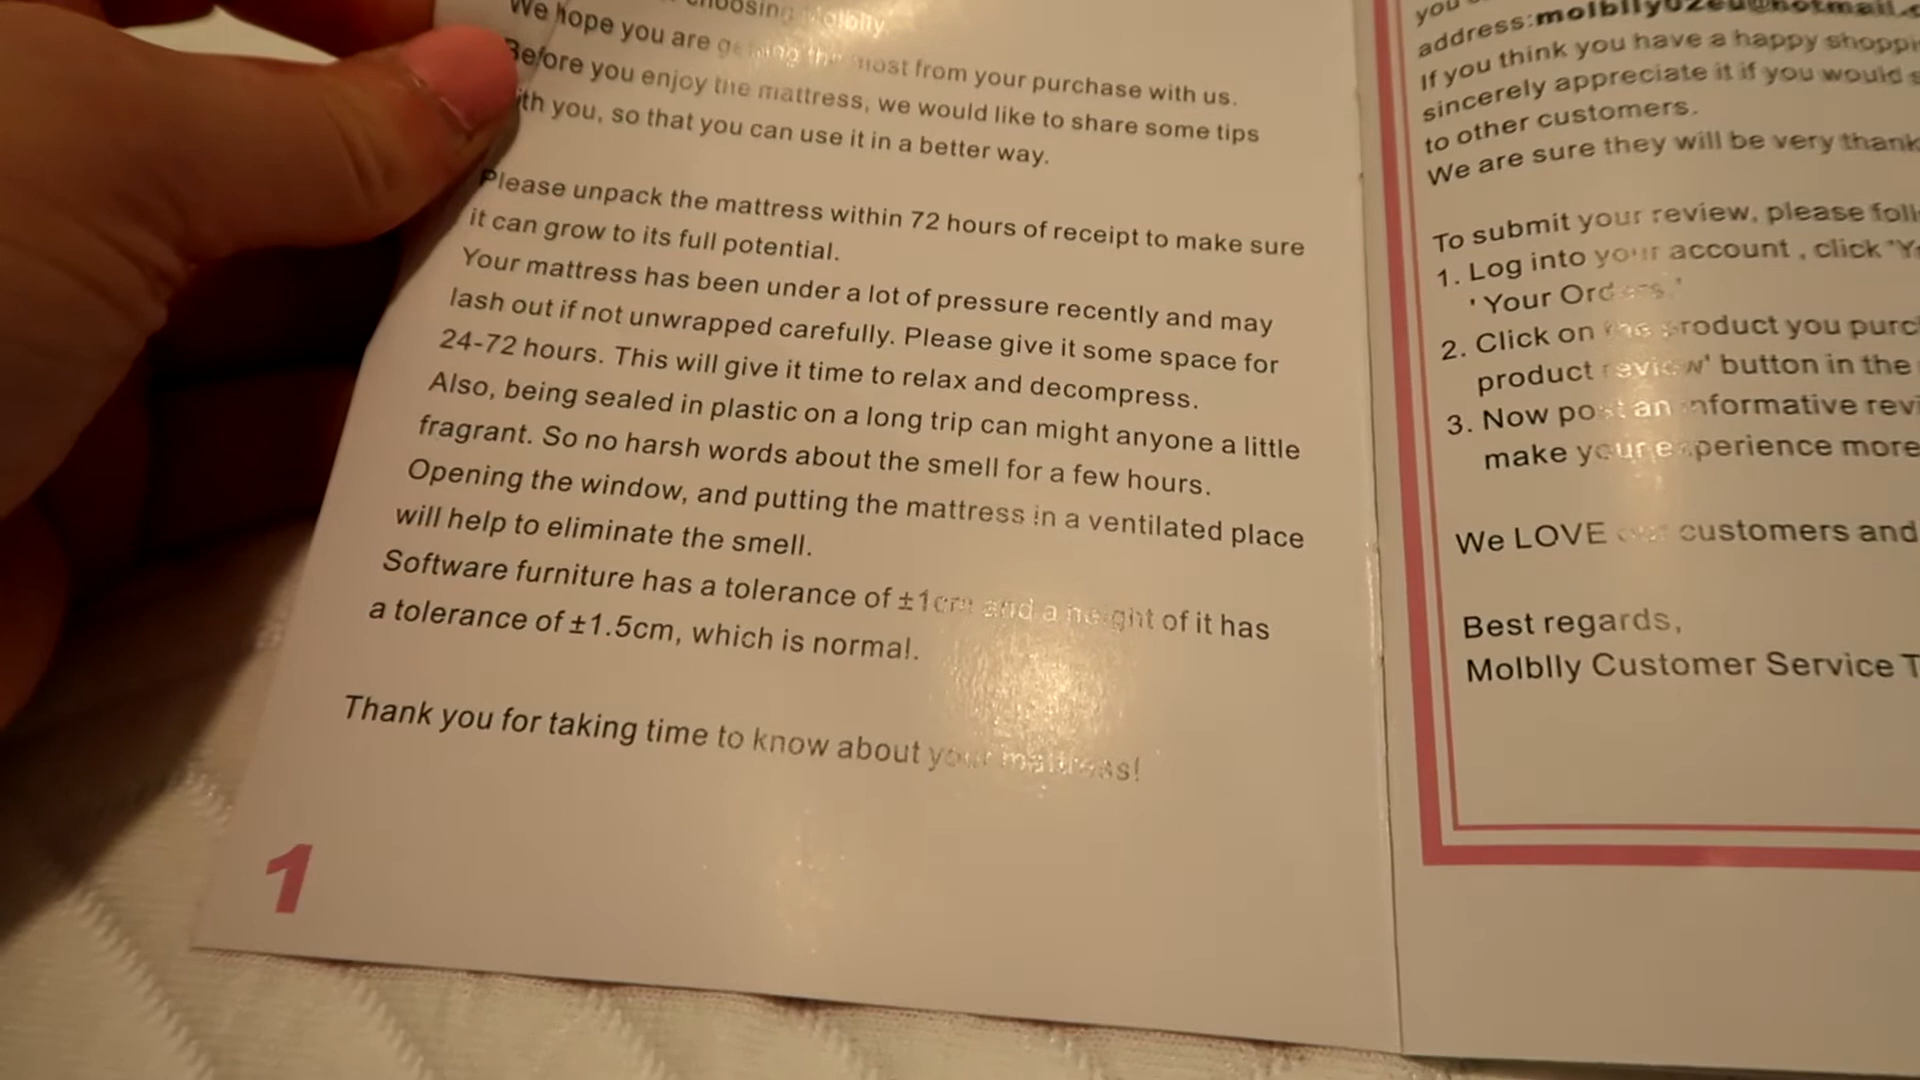 choosing Molblly
We hope you are getting the most from your purchase with us.
Before you enjoy the mattress, we would like to share some tips
with you, so that you can use it in a better way.
Please unpack the mattress within 72 hours of receipt to make sure
it can grow to its full potential.
Your mattress has been under a lot of pressure recently and may
lash out if not unwrapped carefully. Please give it some space for
24-72 hours. This will give it time to relax and decompress.
Also, being sealed in plastic on a long trip can might anyone a little
fragrant. So no harsh words about the smell for a few hours.
Opening the window, and putting the mattress in a ventilated place
will help to eliminate the smell.
Software furniture has a tolerance of ±1cm and a height of it has
a tolerance of ±1.5cm, which is normal.
Thank you for taking time to know about your mattress!
1
you
address:
If you think you have a happy
sincerely appreciate it if you would
to other customers.
We are sure they will be very
To submit your review, please
1. Log into your account , click
'Your Orders.'
2. Click on the product you
product review' button in the
3. Now post an informative
make your experience more
We LOVE our customers and
Best regards,
Molblly Customer Service